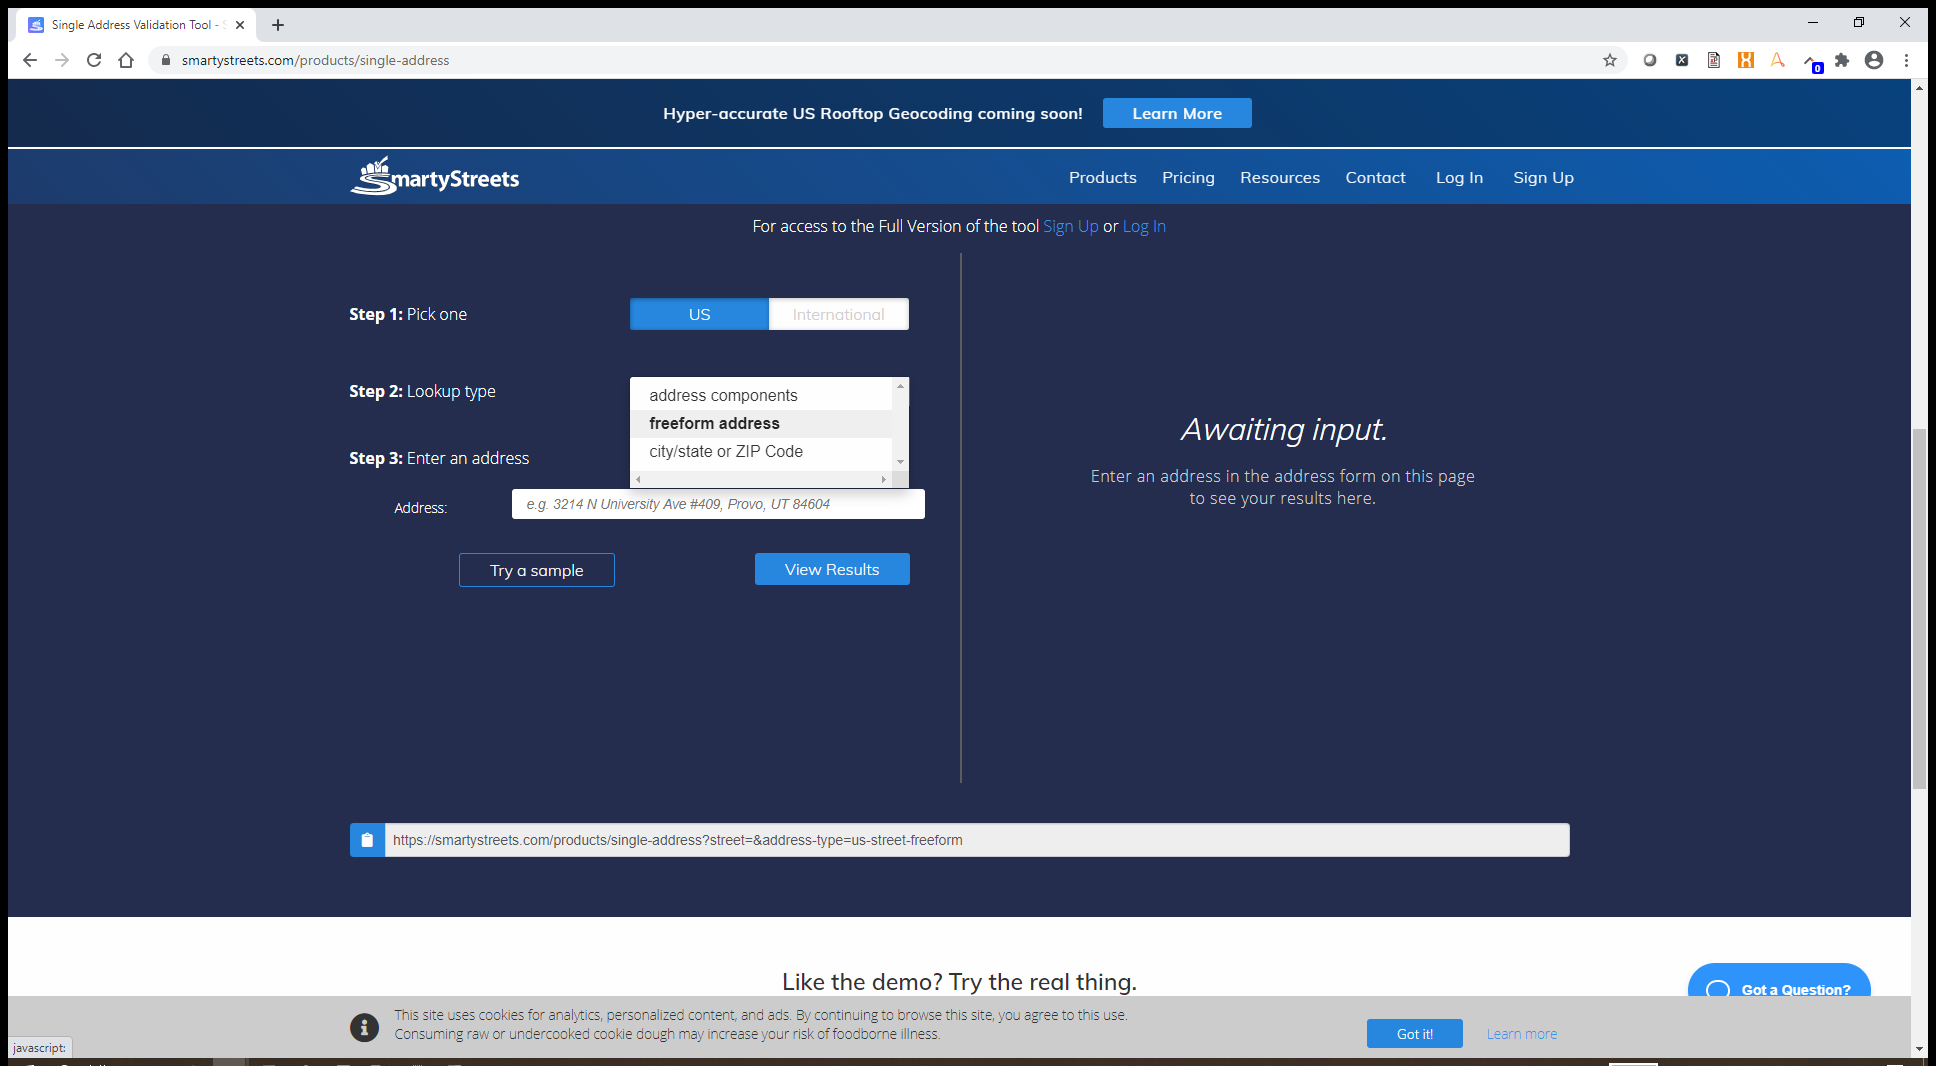 Single Address Validation Tool -
smartystreets.com/products/single-address
0
Hyper-accurate US Rooftop Geocoding coming soon! Learn More
SmartyStreets
Products Pricing Resources Contact Log In Sign Up
For access to the Full Version of the tool Sign Up or Log In
Step 1: Pick one
US International
Step 2: Lookup type
address components
freeform address
city/state or ZIP Code
Step 3: Enter an address
Address: e.g. 3214 N University Ave #409, Provo, UT 84604
Try a sample View Results
Awaiting input.
Enter an address in the address form on this page
to see your results here.
https://smartystreets.com/products/single-address?street=&address-type=us-street-freeform
Like the demo? Try the real thing.
Got a Question?
This site uses cookies for analytics, personalized content, and ads. By continuing to browse this site, you agree to this use.
Consuming raw or undercooked cookie dough may increase your risk of foodborne illness.
Got it! Learn more
javascript: